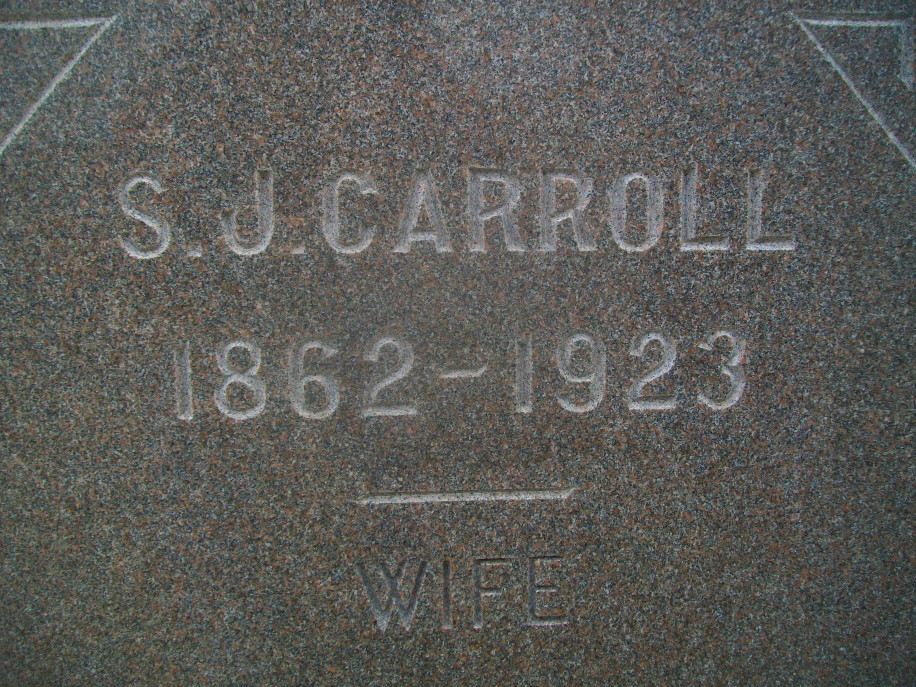 S. J. CARROLL
1862-1923
WIFE